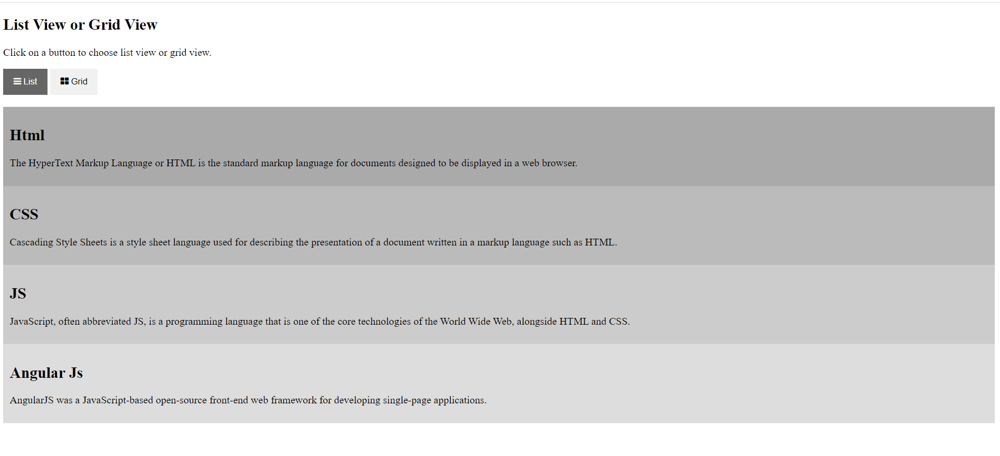 List View or Grid View
Click on a button to choose list view or grid view.
List Grid
Html
The HyperText Markup Language or HTML is the standard markup language for documents designed to be displayed in a web browser.
CSS
Cascading Style Sheets is a style sheet language used for describing the presentation of a document written in a markup language such as HTML.
JS
JavaScript, often abbreviated JS, is a programming language that is one of the core technologies of the World Wide Web, alongside HTML and CSS.
Angular Js
AngularJS was a JavaScript-based open-source front-end web framework for developing single-page applications.